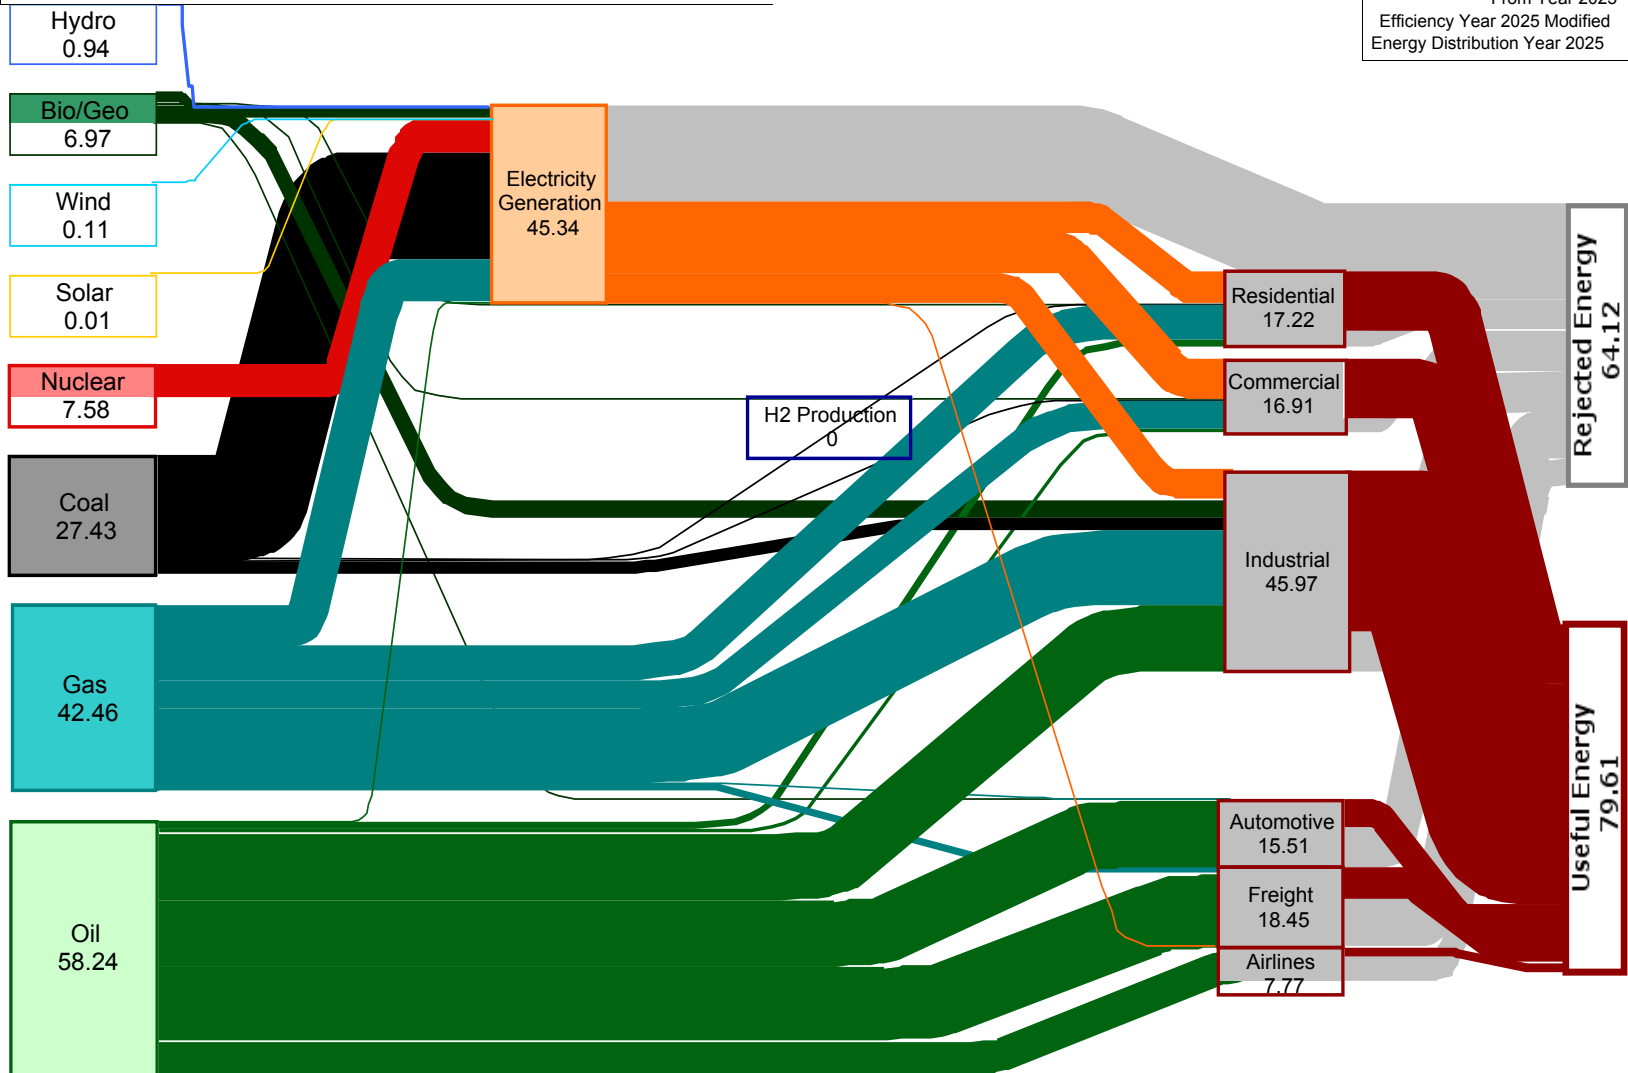 From Year 2025
Efficiency Year 2025 Modified
Energy Distribution Year 2025
Hydro
0.94
Bio/Geo
6.97
Wind
0.11
Solar
0.01
Nuclear
7.58
Coal
27.43
Gas
42.46
Oil
58.24
Electricity
Generation
45.34
H2 Production
0
Residential
17.22
Commercial
16.91
Industrial
45.97
Automotive
15.51
Freight
18.45
Airlines
7.77
Rejected Energy
64.12
Useful Energy
79.61